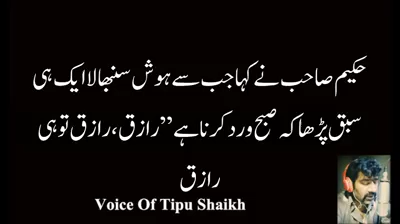 حکیم صاحب نے کہا جب سے ہوش سنبھالا ایک ہی
سبق پڑھا کہ صبح ورد کرنا ہے ”رازق، رازق تو ہی
رازق
Voice Of Tipu Shaikh